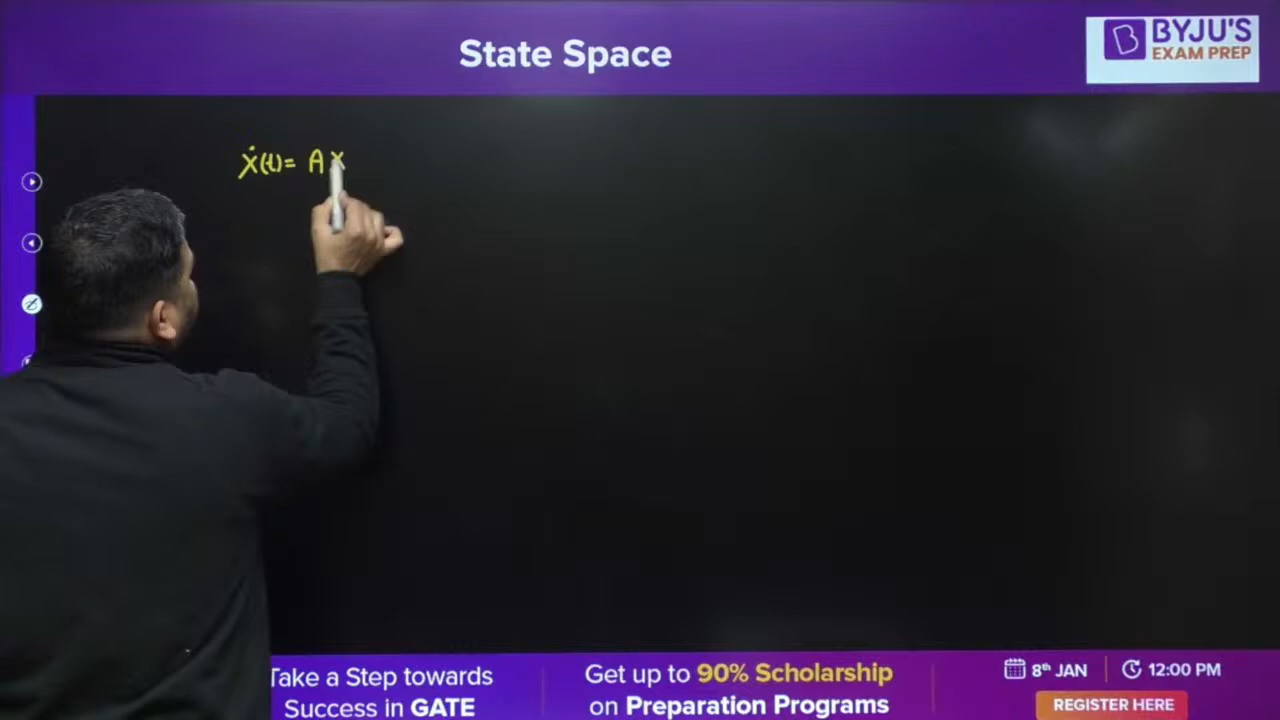 State Space
BYJU'S
EXAM PREP
Ẋ(t) = A X
Take a Step towards
Success in GATE
Get up to 90% Scholarship
on Preparation Programs
8th JAN
12:00 PM
REGISTER HERE